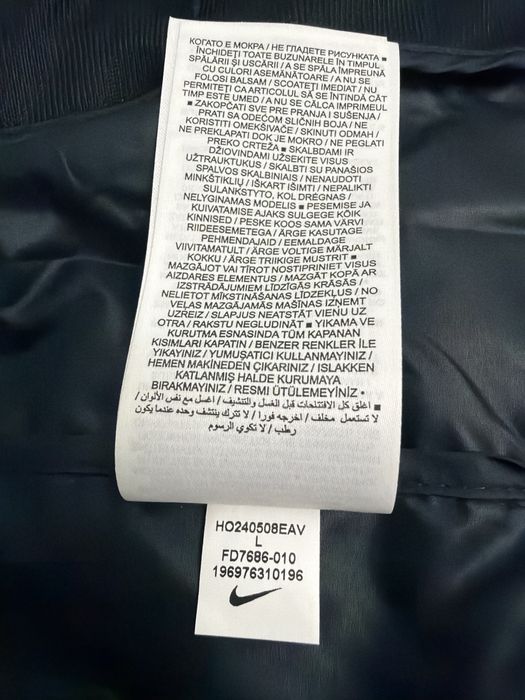 КОГАТО Е МОКРА / НЕ ГЛАДЕТЕ РИСУНКАТА ■
ÎNCHIDEȚI TOATE BUZUNARELE ÎN TIMPUL
SPĂLĂRII ȘI USCĂRII / A SE SPĂLA ÎMPREUNĂ
CU CULORI ASEMĂNĂTOARE / A NU SE
FOLOSI BALSAM / SCOATEȚI IMEDIAT / NU
PERMITEȚI CA ARTICOLUL SĂ SE ÎNTINDĂ CÂT
TIMP ESTE UMED / A NU SE CĂLCA IMPRIMEUL
■ ZAKOPČATI SVE PRE PRANJA I SUŠENJA /
PRATI SA ODEĆOM SLIČNIH BOJA / NE
KORISTITI OMEKŠIVAČE / SKINUTI ODMAH /
NE PREKLAPATI DOK JE MOKRO / NE PEGLATI
PREKO CRTEŽA ■ SKALBDAMI IR
DŽIOVINDAMI UŽSEKITE VISUS
UŽTRAUKTUKUS / SKALBTI SU PANAŠIOS
SPALVOS SKALBINIAIS / NENAUDOTI
MINKŠTIKLIŲ / IŠKART IŠIMTI / NEPALIKTI
SULANKSTYTO, KOL DRĖGNAS /
NELYGINAMAS MODELIS ■ PESEMISE JA
KUIVATAMISE AJAKS SULGEGE KÕIK
KINNISED / PESKE KOOS SAMA VÄRVI
RIIDEESEMETEGA / ÄRGE KASUTAGE
PEHMENDAJAID / EEMALDAGE
VIIVITAMATULT / ÄRGE VOLTIGE MÄRJALT
KOKKU / ÄRGE TRIIKIGE MUSTRIT ■
MAZGĀJOT VAI TĪROT NOSTIPRINIET VISUS
AIZDARES ELEMENTUS / MAZGĀT KOPĀ AR
IZSTRĀDĀJUMIEM LĪDZĪGĀS KRĀSĀS /
NELIETOT MĪKSTINĀŠANAS LĪDZEKĻUS / NO
VEĻAS MAZGĀJAMĀS MAŠĪNAS IZŅEMT
UZREIZ / SLAPJUS NEATSTĀT VIENU UZ
OTRA / RAKSTU NEGLUDINĀT ■ YIKAMA VE
KURUTMA ESNASINDA TÜM KAPANAN
KISIMLARI KAPATIN / BENZER RENKLER İLE
YIKAYINIZ / YUMUŞATICI KULLANMAYINIZ /
HEMEN MAKİNEDEN ÇIKARINIZ / ISLAKKEN
KATLANMIŞ HALDE KURUMAYA
BIRAKMAYINIZ / RESMI ÜTÜLEMEYİNİZ •
■ اغلق كل الافتتاحات قبل الغسل والتنشيف / اغسل مع نفس الألوان /
لا تستعمل مخلف / اخرجه فورا / لا تترك ينتشف وحده عندما يكون
رطب / لا تكوي الرسوم
HO240508EAV
L
FD7686-010
196976310196